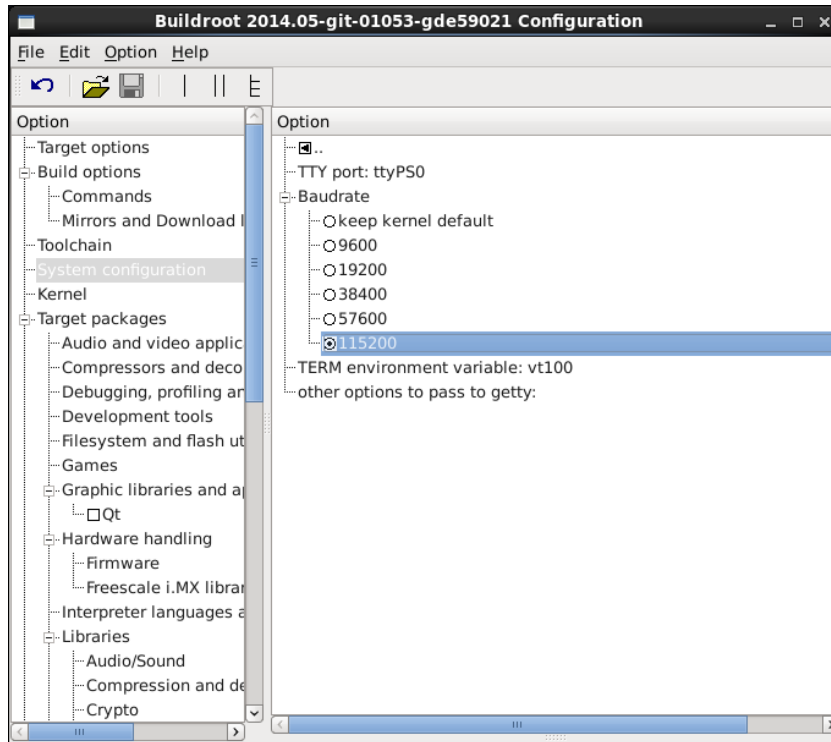 Buildroot 2014.05-git-01053-gde59021 Configuration
File Edit Option Help
Option
Target options
Build options
Commands
Mirrors and Download l
Toolchain
System configuration
Kernel
Target packages
Audio and video applic
Compressors and deco
Debugging, profiling an
Development tools
Filesystem and flash ut
Games
Graphic libraries and ap
Qt
Hardware handling
Firmware
Freescale i.MX librar
Interpreter languages a
Libraries
Audio/Sound
Compression and de
Crypto
Option
..
TTY port: ttyPS0
Baudrate
keep kernel default
9600
19200
38400
57600
115200
TERM environment variable: vt100
other options to pass to getty: